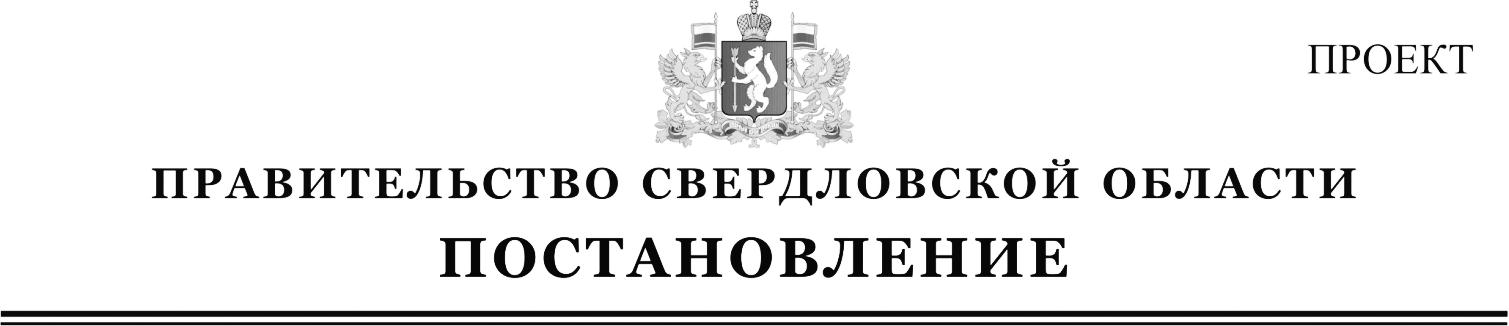 ПРОЕКТ
ПРАВИТЕЛЬСТВО СВЕРДЛОВСКОЙ ОБЛАСТИ
ПОСТАНОВЛЕНИЕ